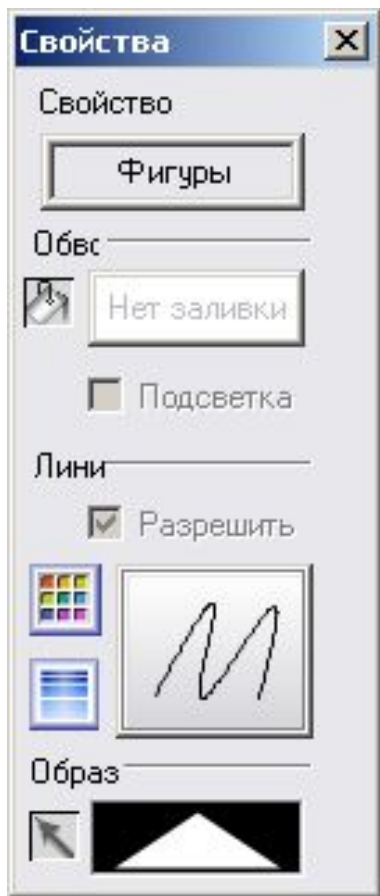 Свойства
Свойство
Фигуры
Обвс
Нет заливки
Подсветка
Лини
Разрешить
Образ